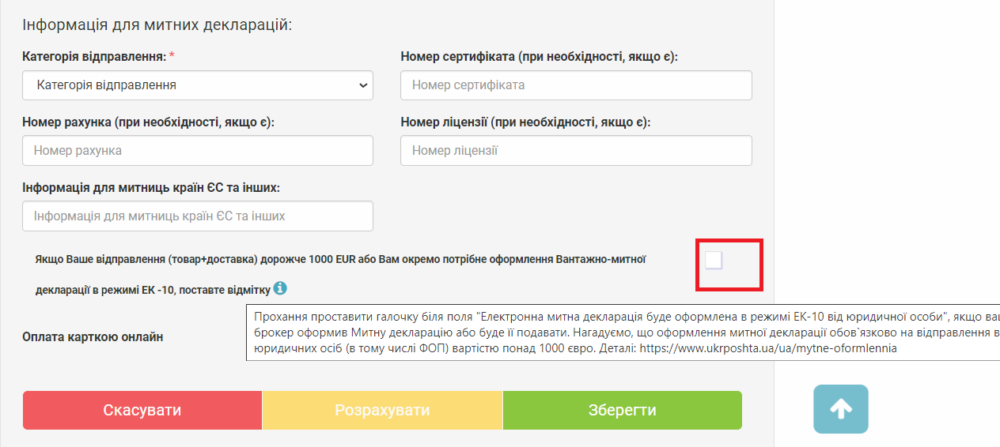 Інформація для митних декларацій:
Категорія відправлення: *
Номер сертифіката (при необхідності, якщо є):
Категорія відправлення
Номер сертифіката
Номер рахунка (при необхідності, якщо є):
Номер ліцензії (при необхідності, якщо є):
Номер рахунка
Номер ліцензії
Інформація для митниць країн ЄС та інших:
Інформація для митниць країн ЄС та інших
Якщо Ваше відправлення (товар+доставка) дорожче 1000 EUR або Вам окремо потрібне оформлення Вантажно-митної
декларації в режимі ЕК -10, поставте відмітку
Прохання проставити галочку біля поля "Електронна митна декларація буде оформлена в режимі ЕК-10 від юридичної особи", якщо ваш
брокер оформив Митну декларацію або буде її подавати. Нагадуємо, що оформлення митної декларації обов`язково на відправлення в
юридичних осіб (в тому числі ФОП) вартістю понад 1000 євро. Деталі: https://www.ukrposhta.ua/ua/mytne-oformlennia
Оплата карткою онлайн
Скасувати
Розрахувати
Зберегти